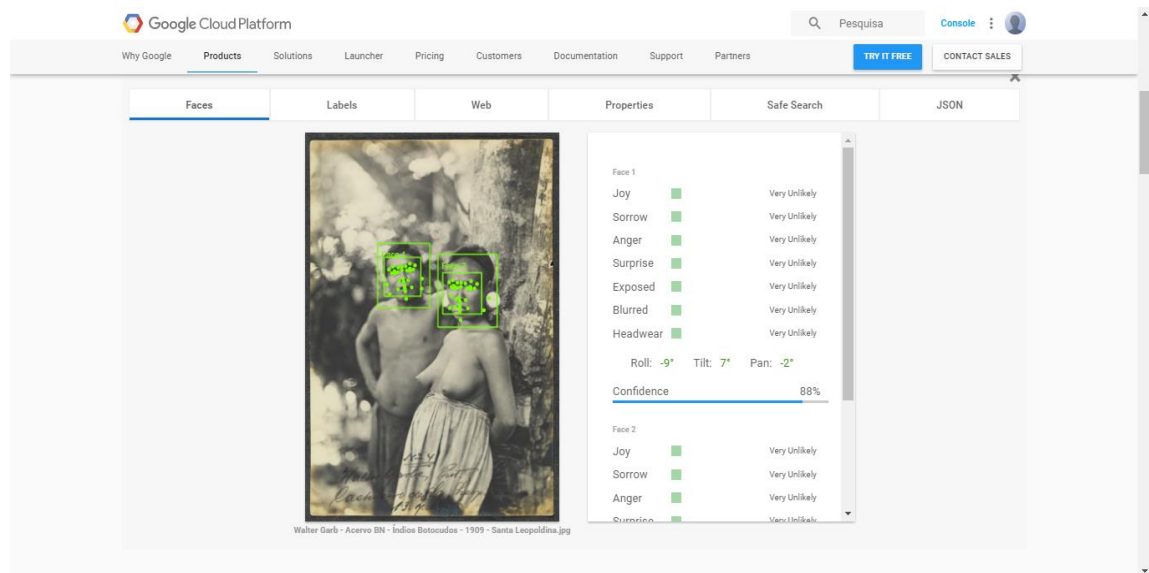 Google Cloud Platform
Pesquisa
Console
Why Google
Products
Solutions
Launcher
Pricing
Customers
Documentation
Support
Partners
TRY IT FREE
CONTACT SALES
Faces
Labels
Web
Properties
Safe Search
JSON
Face 1
Joy Very Unlikely
Sorrow Very Unlikely
Anger Very Unlikely
Surprise Very Unlikely
Exposed Very Unlikely
Blurred Very Unlikely
Headwear Very Unlikely
Roll: -9° Tilt: 7° Pan: -2°
Confidence 88%
Face 2
Joy Very Unlikely
Sorrow Very Unlikely
Anger Very Unlikely
Surprise Very Unlikely
Walter Garb - Acervo BN - Índios Botocudos - 1909 - Santa Leopoldina.jpg